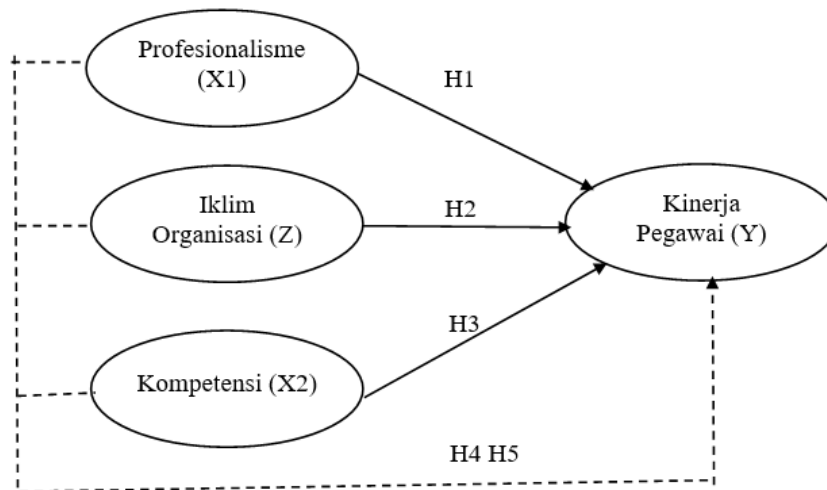 Profesionalisme
(X1)
H1
Iklim
Organisasi (Z)
H2
Kinerja
Pegawai (Y)
H3
Kompetensi (X2)
H4 H5